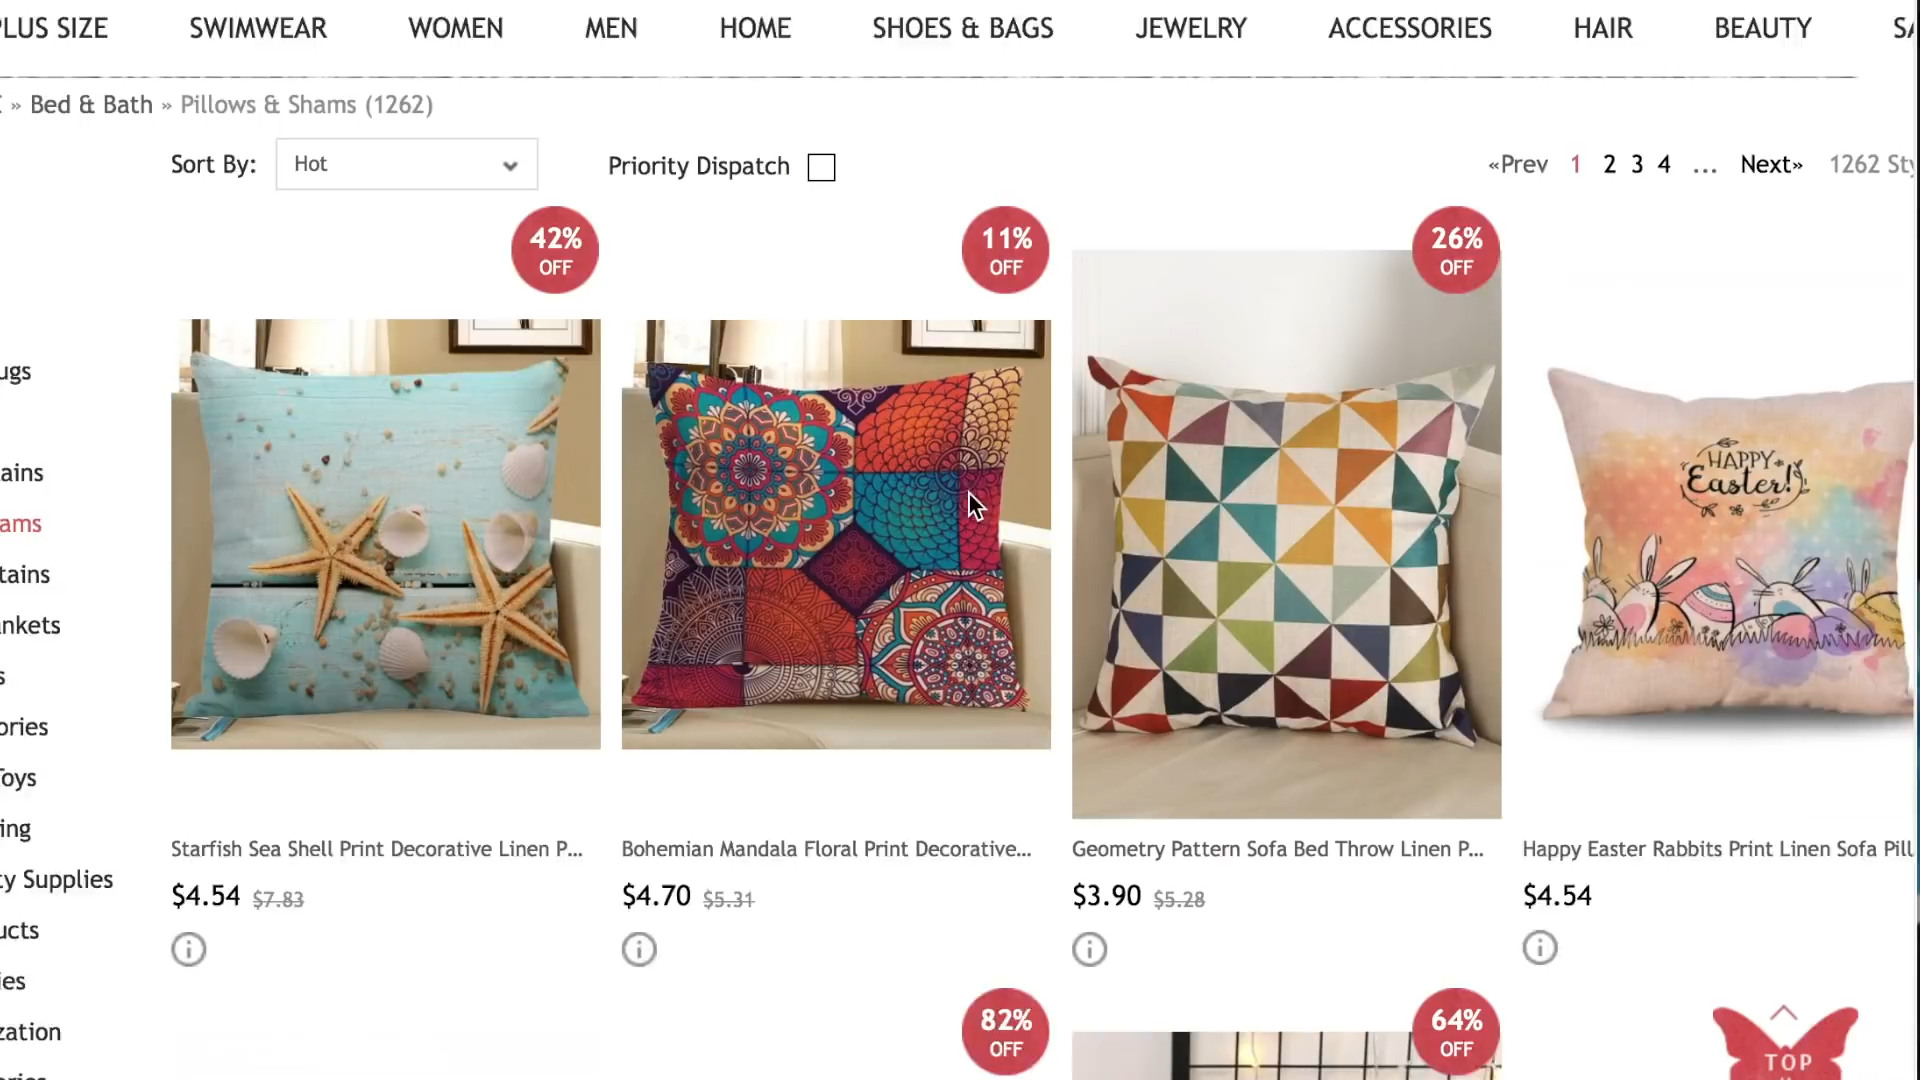 PLUS SIZE SWIMWEAR WOMEN MEN HOME SHOES & BAGS JEWELRY ACCESSORIES HAIR BEAUTY
» Bed & Bath » Pillows & Shams (1262)
Sort By: Hot Priority Dispatch «Prev 1 2 3 4 ... Next» 1262
42% OFF
11% OFF
26% OFF
HAPPY
Easter!
ugs
ains
ams
tains
ankets
s
ories
Toys
ing
ty Supplies
ucts
ies
zation
Starfish Sea Shell Print Decorative Linen P...
$4.54 $7.83
Bohemian Mandala Floral Print Decorative...
$4.70 $5.31
Geometry Pattern Sofa Bed Throw Linen P...
$3.90 $5.28
Happy Easter Rabbits Print Linen Sofa Pill
$4.54
82% OFF
64% OFF
TOP